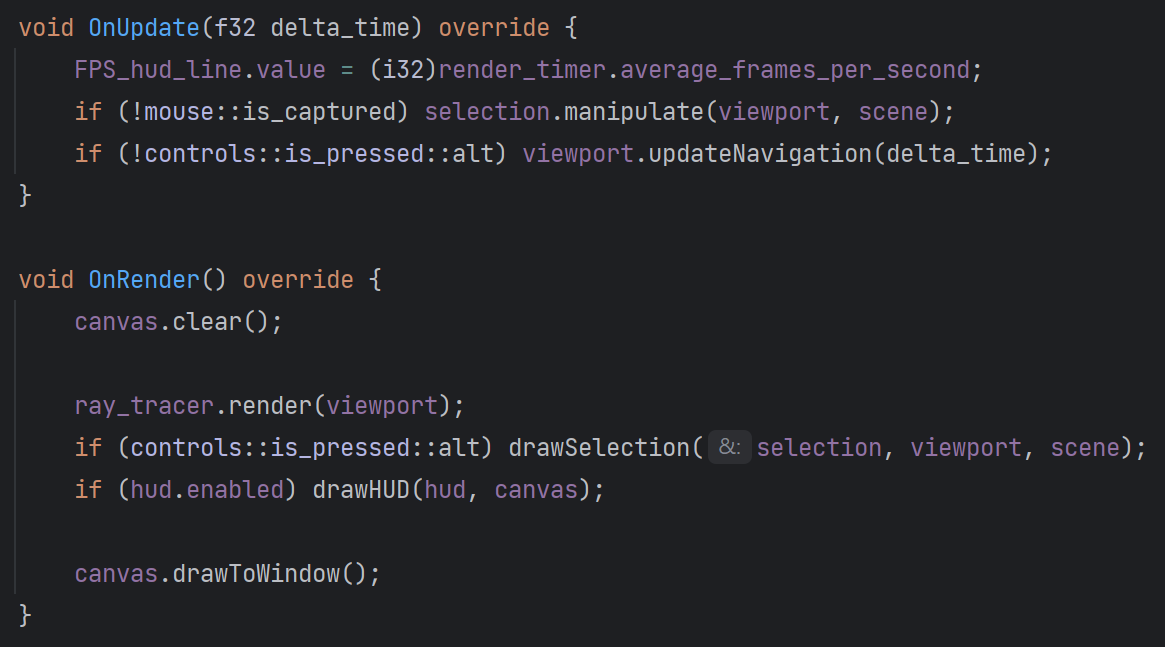 void OnUpdate(f32 delta_time) override {
    FPS_hud_line.value = (i32)render_timer.average_frames_per_second;
    if (!mouse::is_captured) selection.manipulate(viewport, scene);
    if (!controls::is_pressed::alt) viewport.updateNavigation(delta_time);
}

void OnRender() override {
    canvas.clear();

    ray_tracer.render(viewport);
    if (controls::is_pressed::alt) drawSelection( &: selection, viewport, scene);
    if (hud.enabled) drawHUD(hud, canvas);

    canvas.drawToWindow();
}